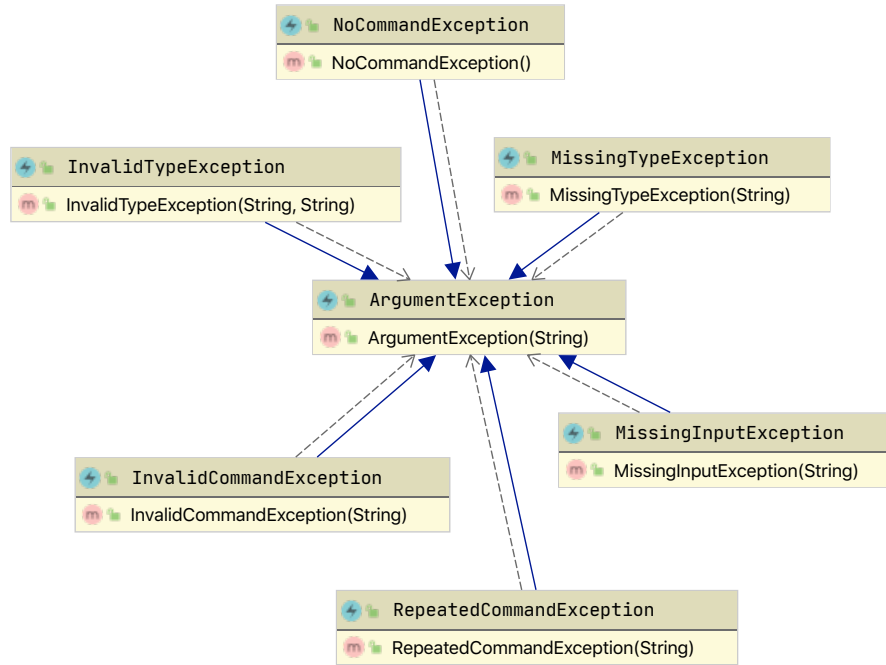 NoCommandException
NoCommandException()
InvalidTypeException
InvalidTypeException(String, String)
MissingTypeException
MissingTypeException(String)
ArgumentException
ArgumentException(String)
MissingInputException
MissingInputException(String)
InvalidCommandException
InvalidCommandException(String)
RepeatedCommandException
RepeatedCommandException(String)